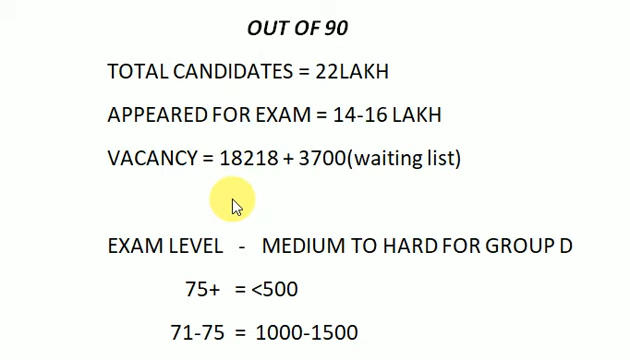 OUT OF 90
TOTAL CANDIDATES = 22LAKH
APPEARED FOR EXAM = 14-16 LAKH
VACANCY = 18218 + 3700(waiting list)
EXAM LEVEL - MEDIUM TO HARD FOR GROUP D
75+ = <500
71-75 = 1000-1500